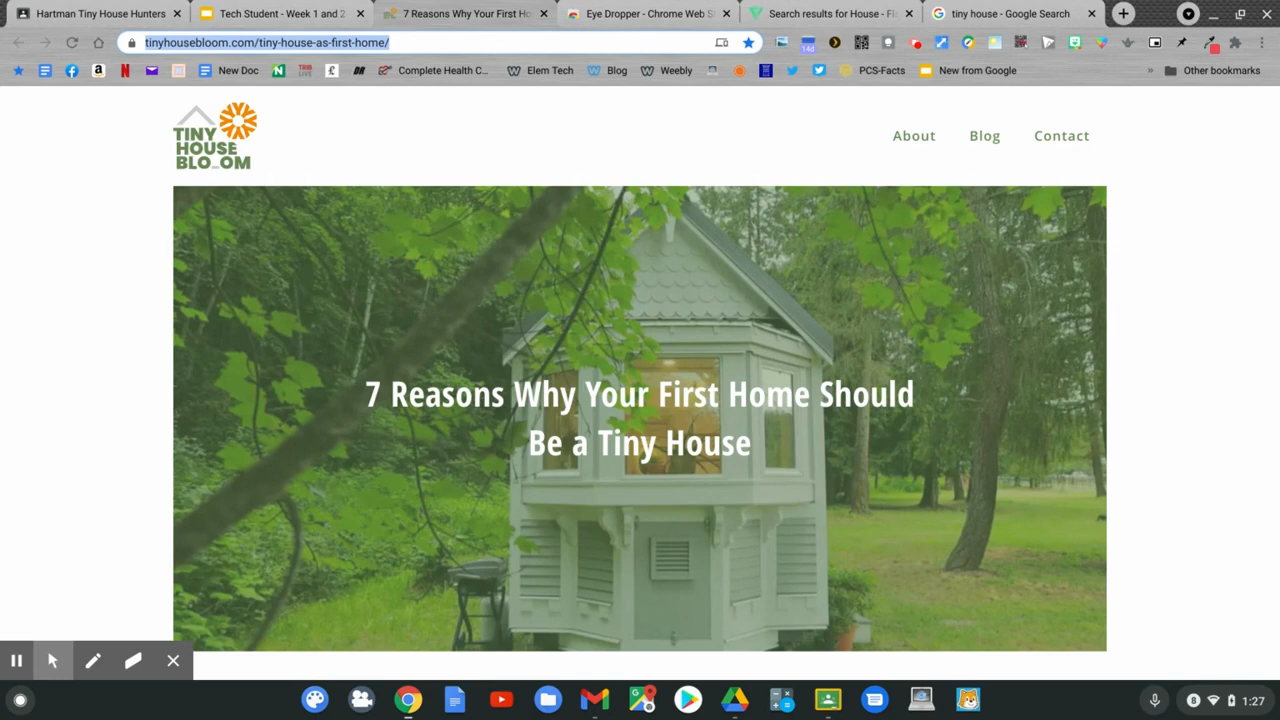 Hartman Tiny House Hunters
Tech Student - Week 1 and 2
7 Reasons Why Your First Ho
Eye Dropper - Chrome Web S
Search results for House - Fl
tiny house - Google Search
tinyhousebloom.com/tiny-house-as-first-home/
14d
New Doc
Complete Health C...
Elem Tech
Blog
Weebly
PCS-Facts
New from Google
Other bookmarks
TINY
HOUSE
BLO_OM
About
Blog
Contact
7 Reasons Why Your First Home Should
Be a Tiny House
8
1:27